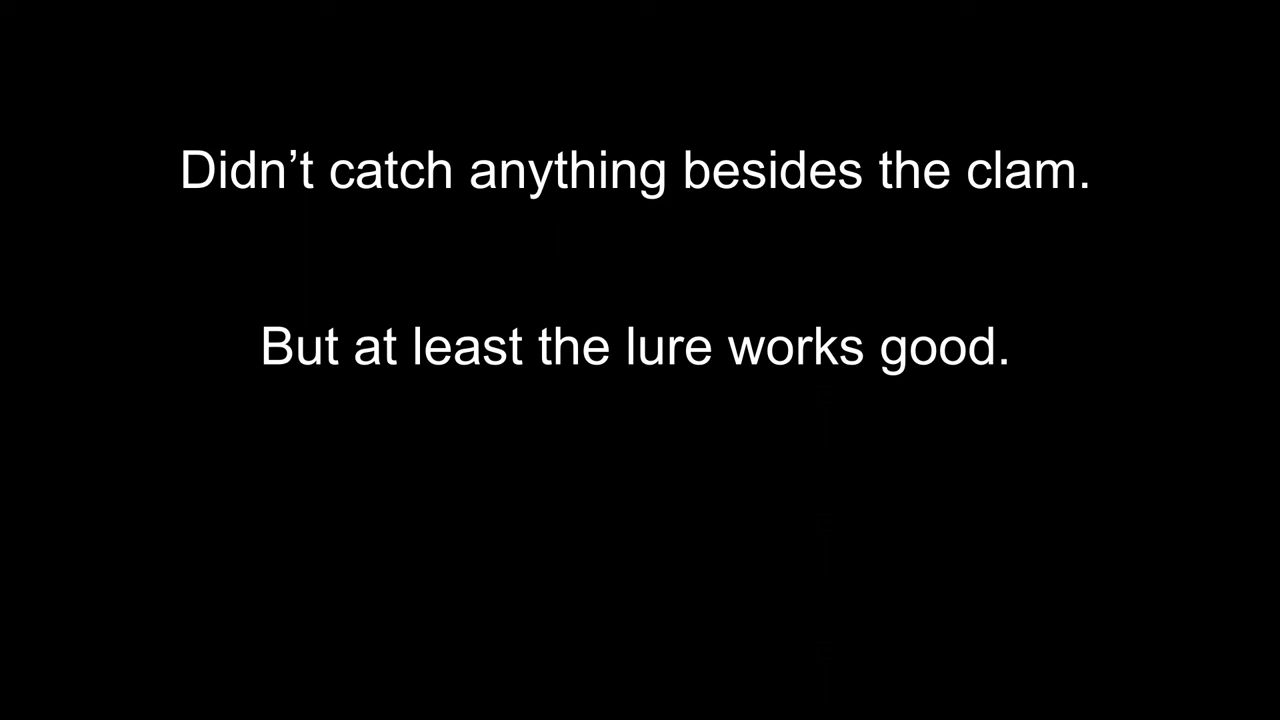 Didn’t catch anything besides the clam.
But at least the lure works good.